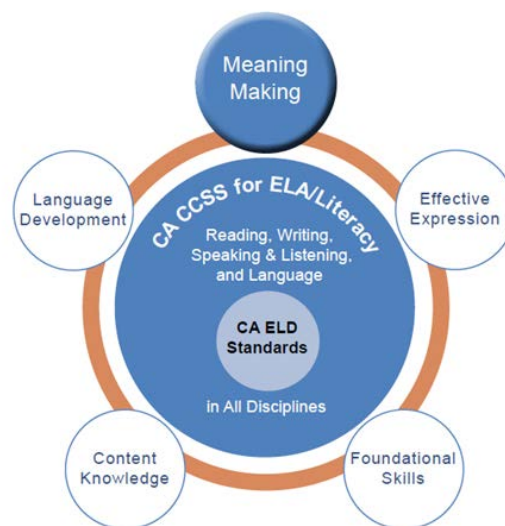 Meaning
Making
Language
Development
Effective
Expression
CA CCSS for ELA/Literacy
Reading, Writing,
Speaking & Listening,
and Language
CA ELD
Standards
in All Disciplines
Content
Knowledge
Foundational
Skills